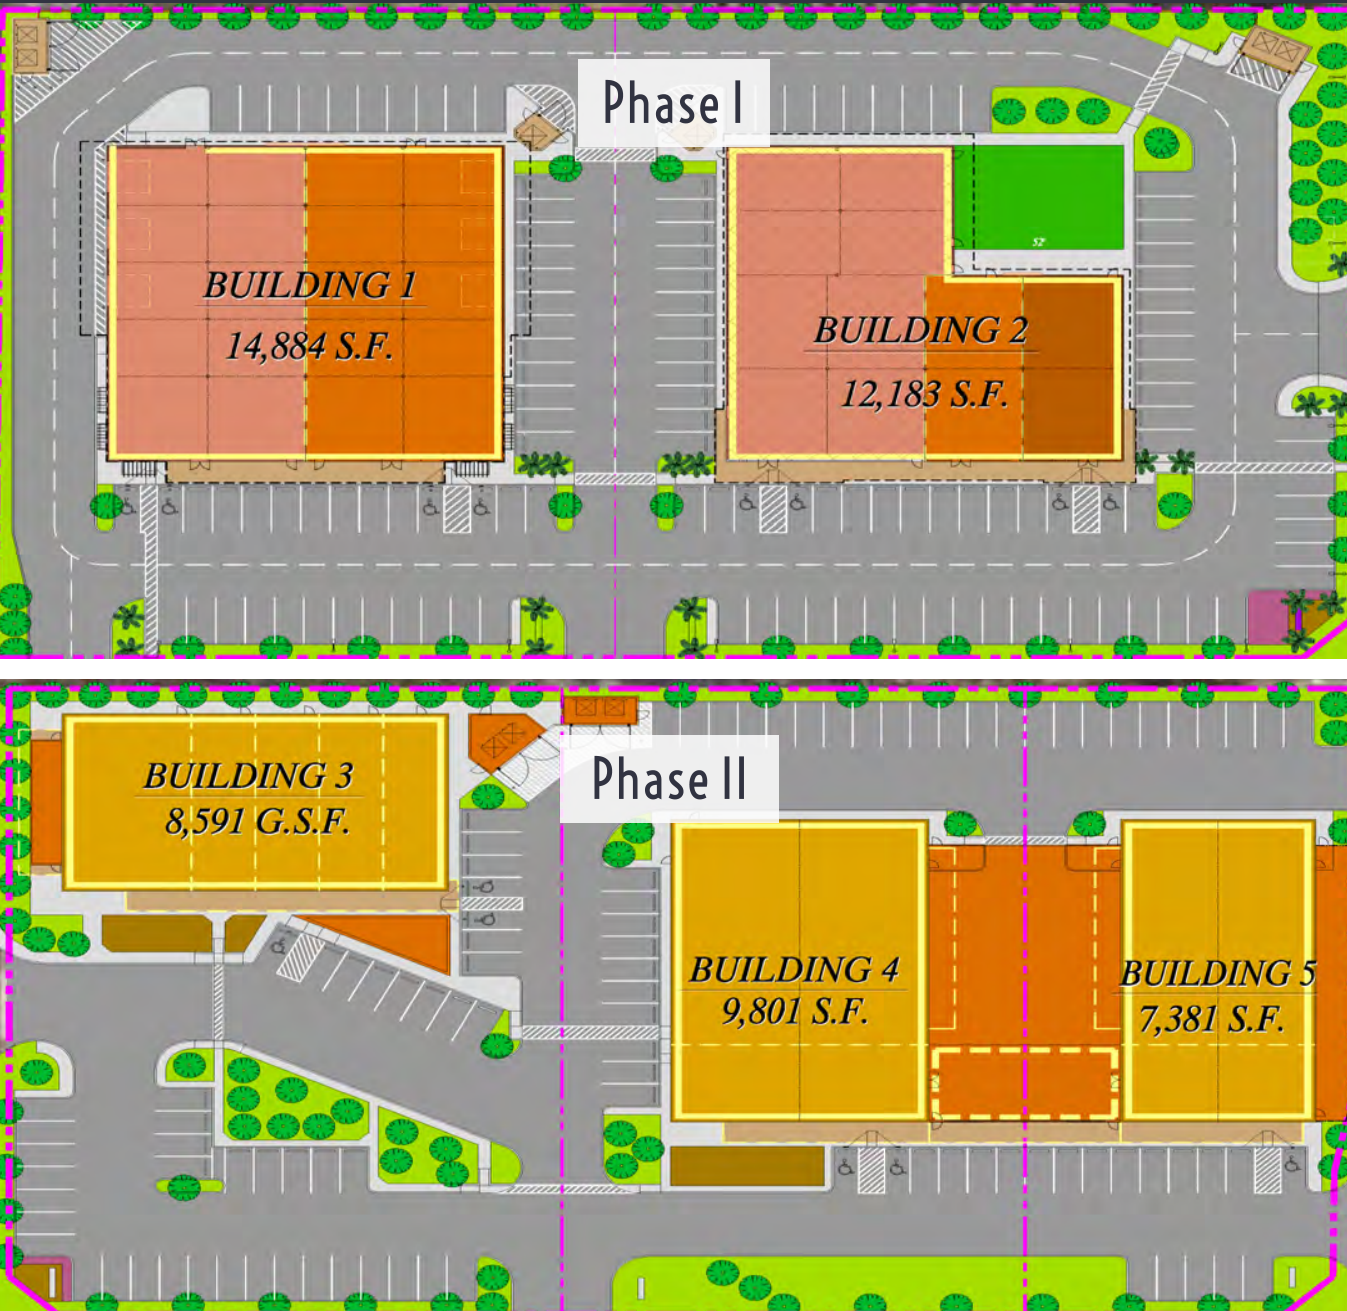 Phase I
BUILDING 1
14,884 S.F.
52'
BUILDING 2
12,183 S.F.
Phase II
BUILDING 3
8,591 G.S.F.
BUILDING 4
9,801 S.F.
BUILDING 5
7,381 S.F.